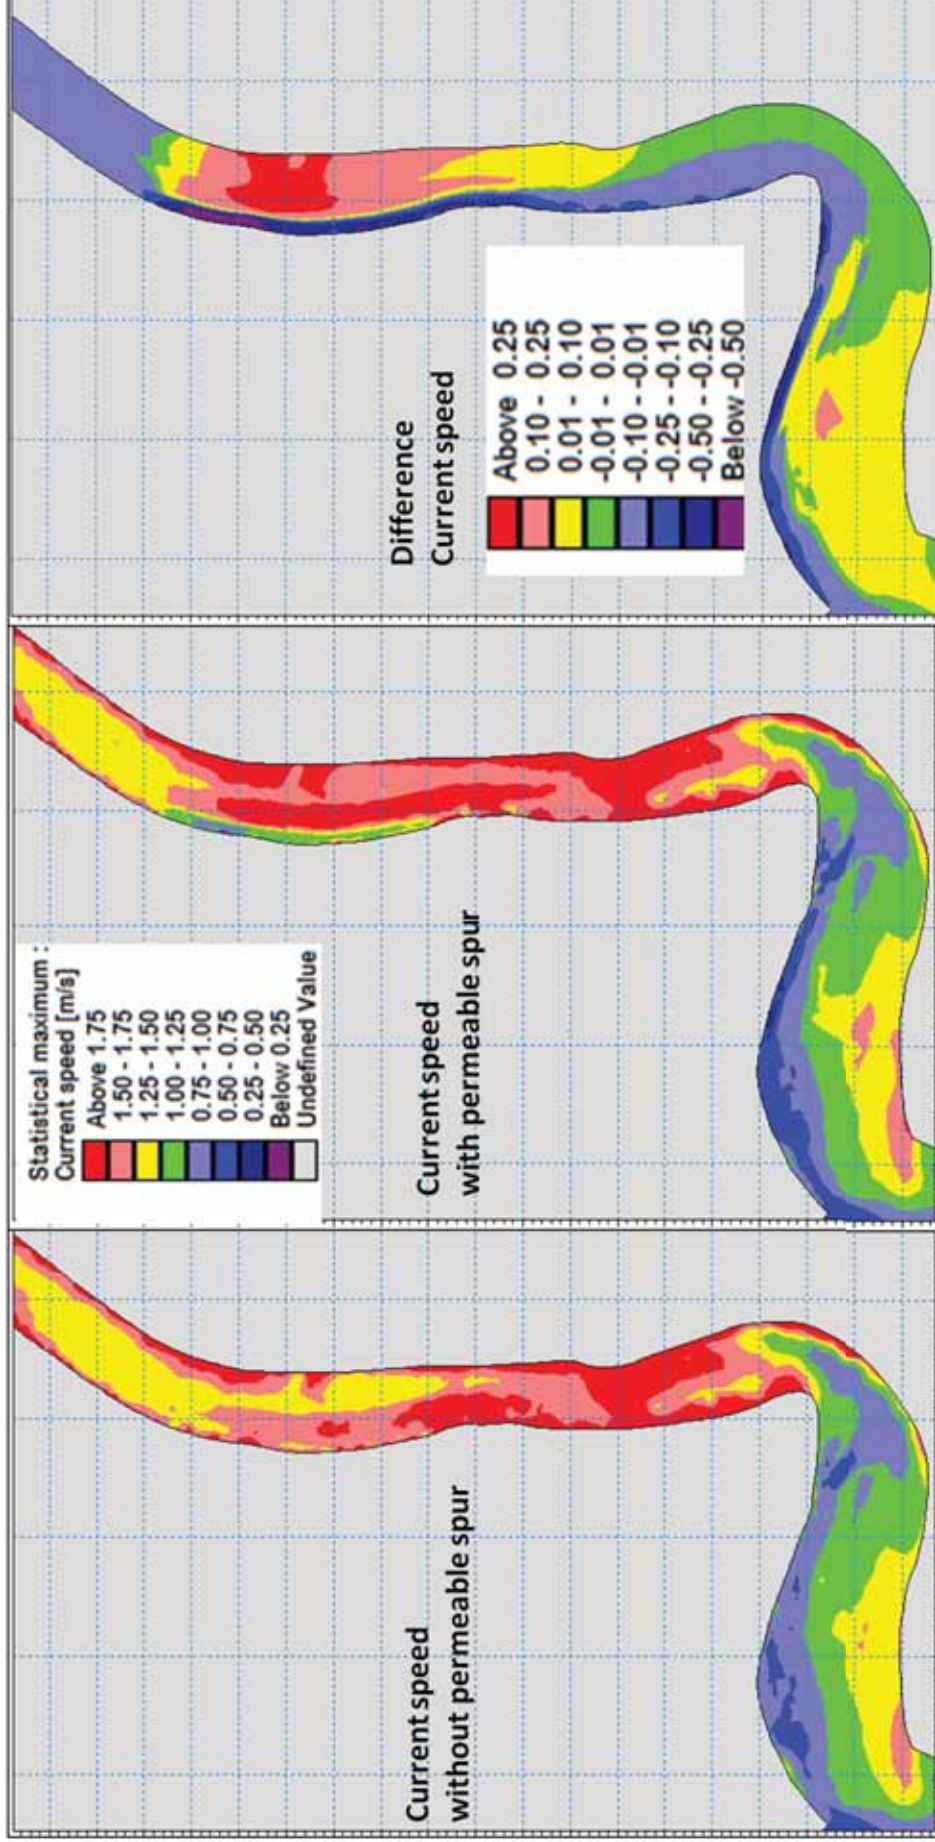 Current speed
without permeable spur
Statistical maximum :
Current speed [m/s]
Above 1.75
1.50 - 1.75
1.25 - 1.50
1.00 - 1.25
0.75 - 1.00
0.50 - 0.75
0.25 - 0.50
Below 0.25
Undefined Value
Current speed
with permeable spur
Difference
Current speed
Above 0.25
0.10 - 0.25
0.01 - 0.10
-0.01 - 0.01
-0.10 - -0.01
-0.25 - -0.10
-0.50 - -0.25
Below -0.50